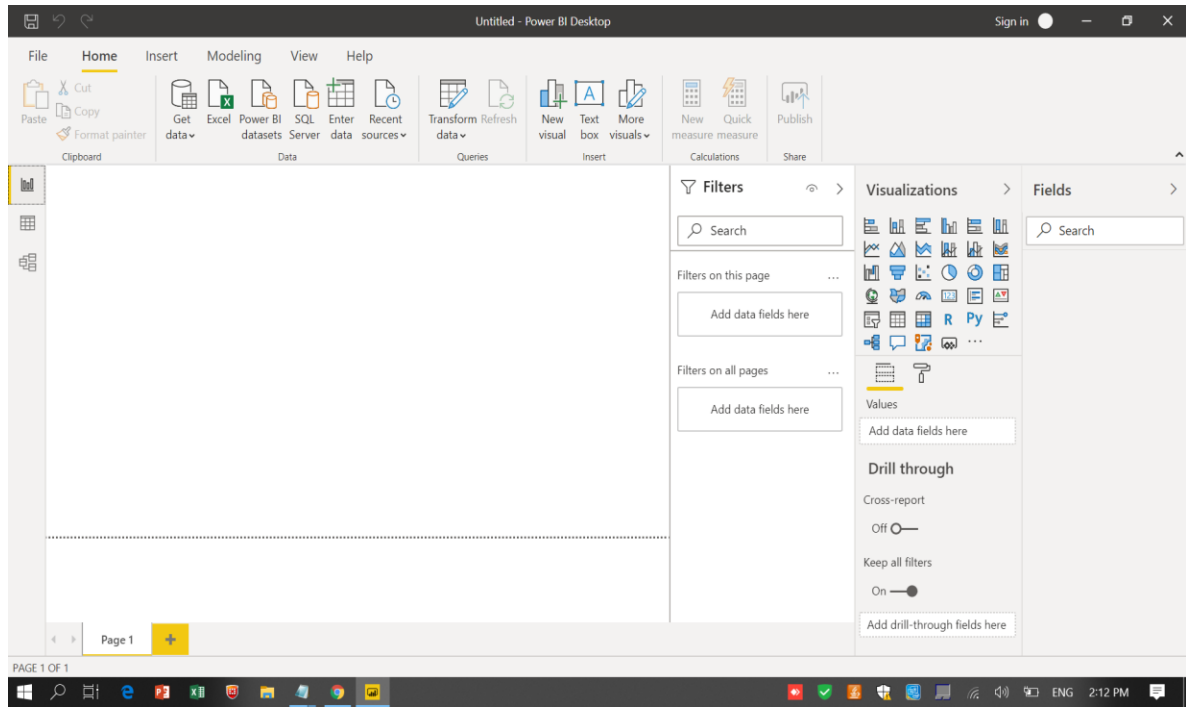 Untitled - Power BI Desktop
Sign in
File Home Insert Modeling View Help
Paste
Cut
Copy
Format painter
Clipboard
Get data
Excel
Power BI datasets
SQL Server
Enter data
Recent sources
Data
Transform data
Refresh
Queries
New visual
Text box
More visuals
Insert
New measure
Quick measure
Calculations
Publish
Share
Filters
Search
Filters on this page ...
Add data fields here
Filters on all pages ...
Add data fields here
Visualizations
123
R Py
...
Values
Add data fields here
Drill through
Cross-report
Off
Keep all filters
On
Add drill-through fields here
Fields
Search
Page 1 +
PAGE 1 OF 1
ENG 2:12 PM